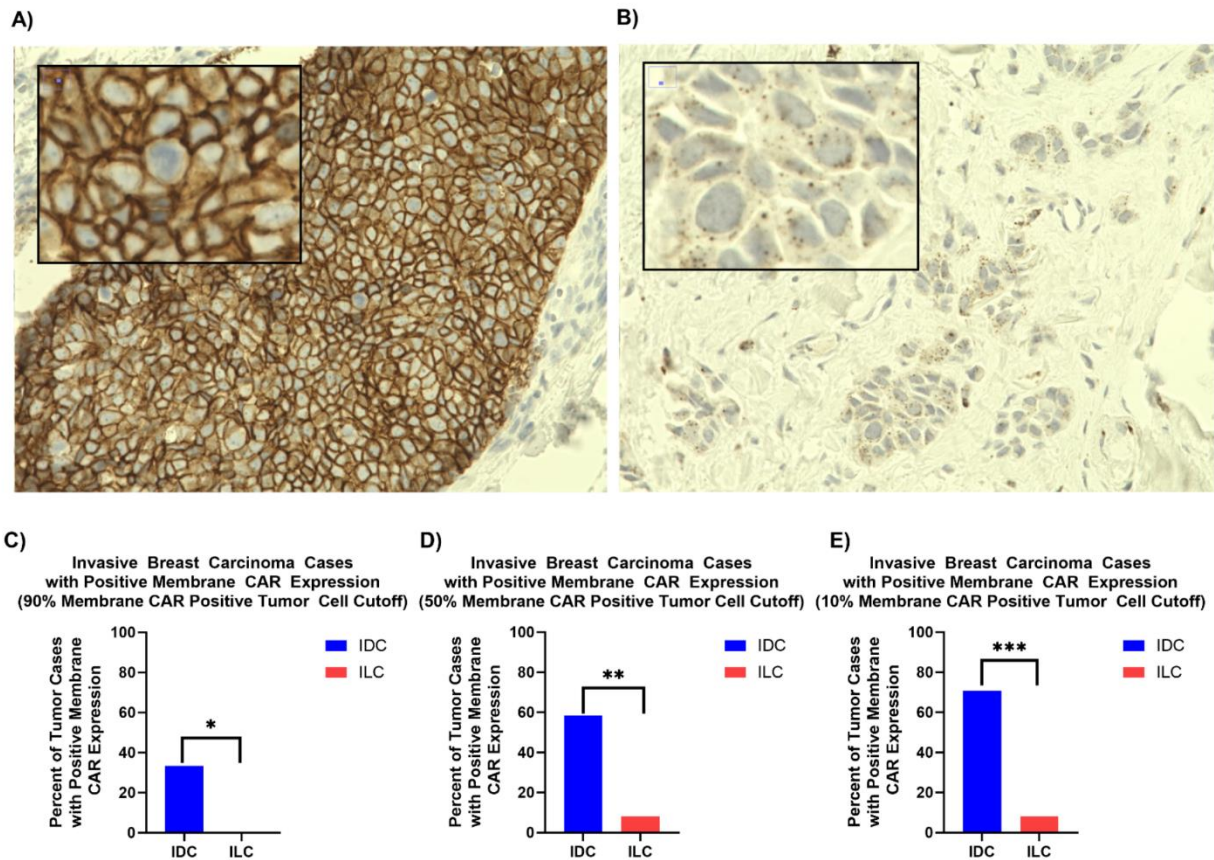 A)
B)
C)
Invasive Breast Carcinoma Cases
with Positive Membrane CAR Expression
(90% Membrane CAR Positive Tumor Cell Cutoff)
Percent of Tumor Cases
with Positive Membrane
CAR Expression
100
80
60
40
20
0
*
IDC
ILC
IDC
ILC
D)
Invasive Breast Carcinoma Cases
with Positive Membrane CAR Expression
(50% Membrane CAR Positive Tumor Cell Cutoff)
Percent of Tumor Cases
with Positive Membrane
CAR Expression
100
80
60
40
20
0
**
IDC
ILC
IDC
ILC
E)
Invasive Breast Carcinoma Cases
with Positive Membrane CAR Expression
(10% Membrane CAR Positive Tumor Cell Cutoff)
Percent of Tumor Cases
with Positive Membrane
CAR Expression
100
80
60
40
20
0
***
IDC
ILC
IDC
ILC